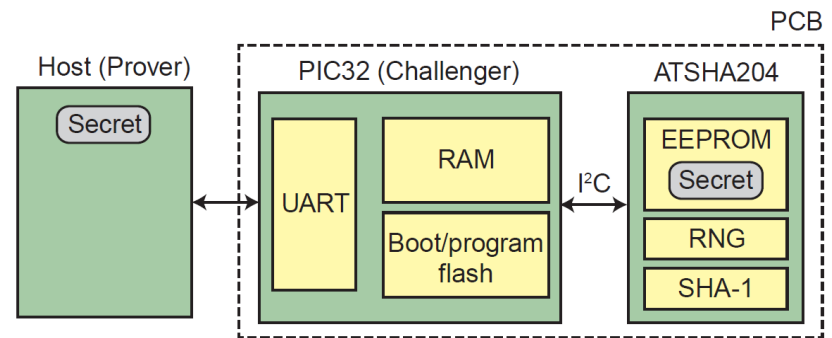 PCB
Host (Prover)
PIC32 (Challenger)
ATSHA204
Secret
UART
RAM
Boot/program
flash
I²C
EEPROM
Secret
RNG
SHA-1